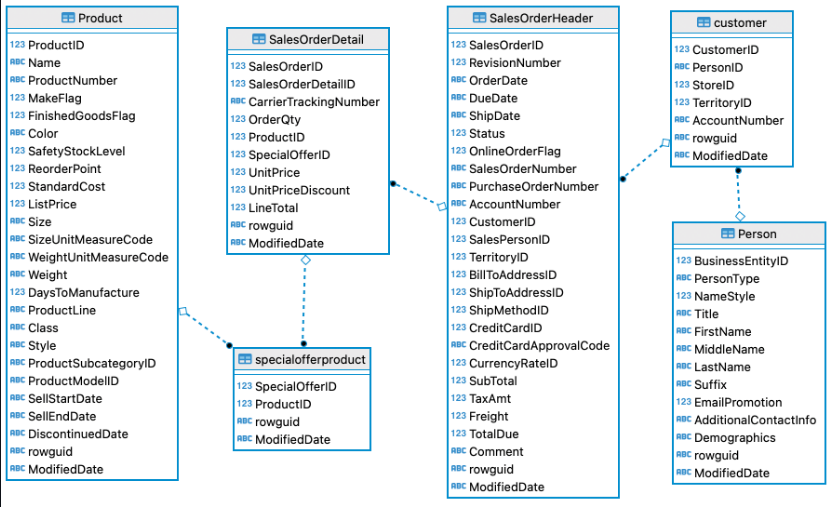 Product
123 ProductID
ABC Name
ABC ProductNumber
123 MakeFlag
123 FinishedGoodsFlag
ABC Color
123 SafetyStockLevel
123 ReorderPoint
123 StandardCost
123 ListPrice
ABC Size
ABC SizeUnitMeasureCode
ABC WeightUnitMeasureCode
ABC Weight
123 DaysToManufacture
ABC ProductLine
ABC Class
ABC Style
ABC ProductSubcategoryID
ABC ProductModelID
ABC SellStartDate
ABC SellEndDate
ABC DiscontinuedDate
ABC rowguid
ABC ModifiedDate
SalesOrderDetail
123 SalesOrderID
123 SalesOrderDetailID
ABC CarrierTrackingNumber
123 OrderQty
123 ProductID
123 SpecialOfferID
123 UnitPrice
123 UnitPriceDiscount
123 LineTotal
ABC rowguid
ABC ModifiedDate
specialofferproduct
123 SpecialOfferID
123 ProductID
ABC rowguid
ABC ModifiedDate
SalesOrderHeader
123 SalesOrderID
123 RevisionNumber
ABC OrderDate
ABC DueDate
ABC ShipDate
123 Status
123 OnlineOrderFlag
ABC SalesOrderNumber
ABC PurchaseOrderNumber
ABC AccountNumber
123 CustomerID
ABC SalesPersonID
123 TerritoryID
123 BillToAddressID
123 ShipToAddressID
123 ShipMethodID
ABC CreditCardID
ABC CreditCardApprovalCode
ABC CurrencyRateID
123 SubTotal
123 TaxAmt
123 Freight
123 TotalDue
ABC Comment
ABC rowguid
ABC ModifiedDate
customer
123 CustomerID
ABC PersonID
123 StoreID
123 TerritoryID
ABC AccountNumber
ABC rowguid
ABC ModifiedDate
Person
123 BusinessEntityID
ABC PersonType
123 NameStyle
ABC Title
ABC FirstName
ABC MiddleName
ABC LastName
ABC Suffix
123 EmailPromotion
ABC AdditionalContactInfo
ABC Demographics
ABC rowguid
ABC ModifiedDate